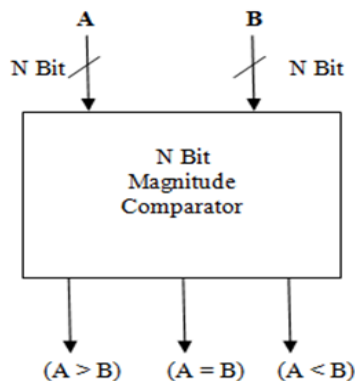 A B
N Bit N Bit
N Bit
Magnitude
Comparator
(A > B) (A = B) (A < B)